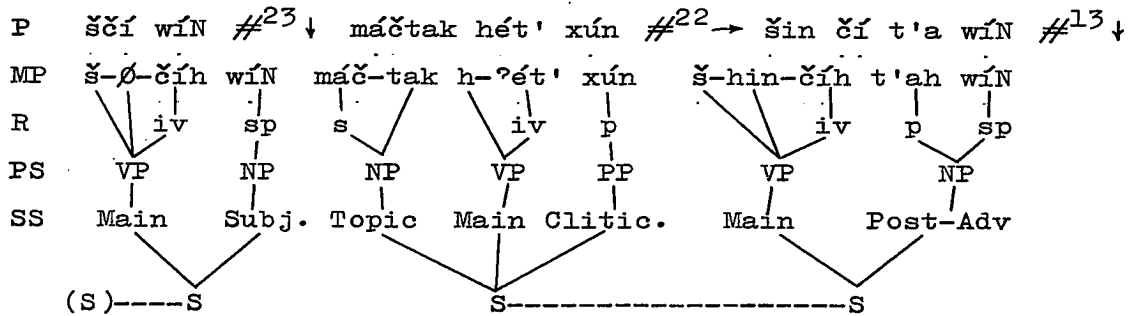 P ščí wíN #²³↓ máčtak hét' xún #²²→ šin čí t'a wíN #¹³↓
MP š-∅-číh wíN máč-tak h-ˀét' xún š-hin-číh t'ah wíN
R iv sp s iv p iv p sp
PS VP NP NP VP PP VP NP
SS Main Subj. Topic Main Clitic. Main Post-Adv
(S)----S S-----------------S